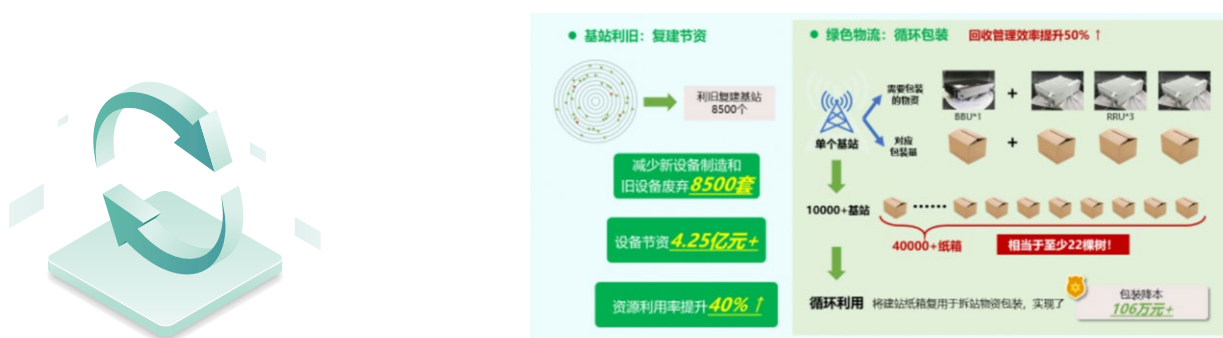 ● 基站利旧：复建节资
利旧复建基站
8500个
减少新设备制造和
旧设备废弃8500套
设备节资4.25亿元+
资源利用率提升40%↑
● 绿色物流：循环包装 回收管理效率提升50%↑
需要包装
的物资
BBU*1
+
RRU*3
单个基站
对应
包装量
+
10000+基站
······
40000+纸箱
相当于至少22棵树！
循环利用 将建站纸箱复用于拆站物资包装，实现了
包装降本
106万元+